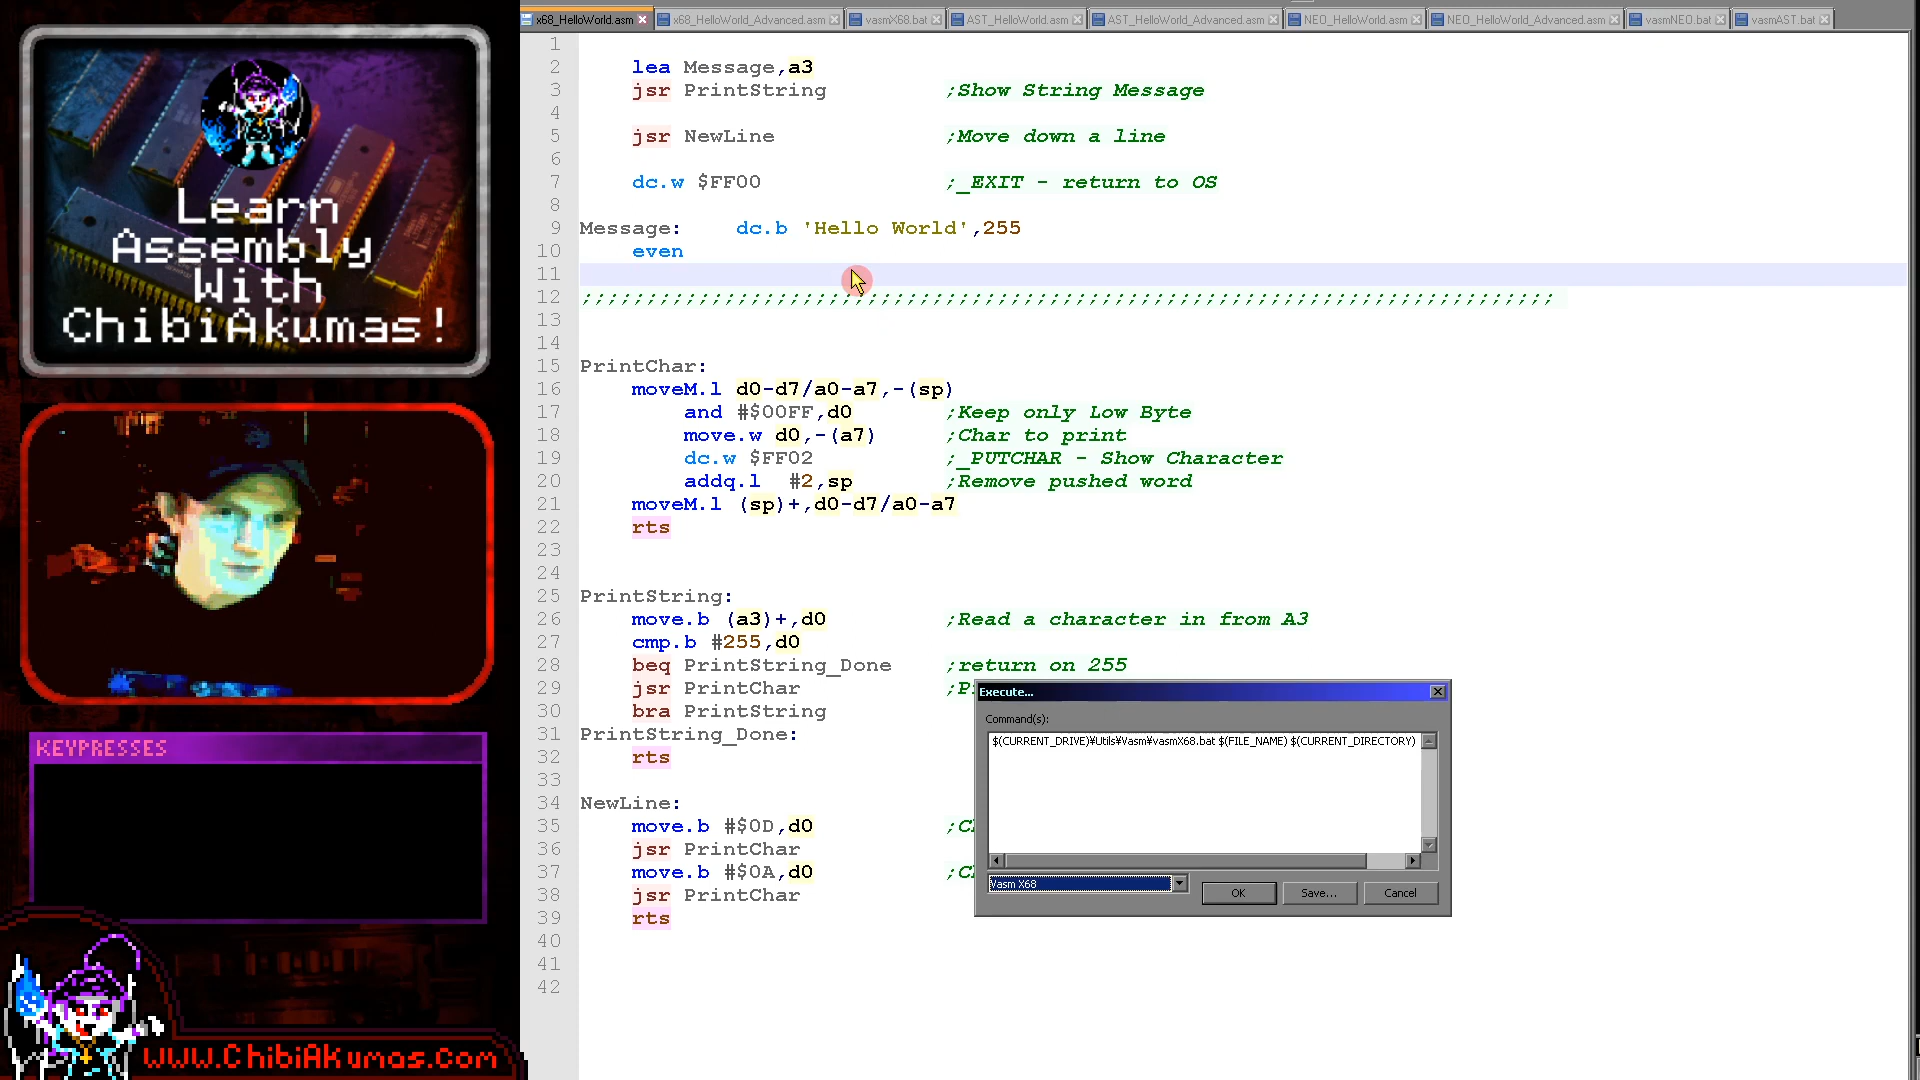 Learn
Assembly
With
ChibiAkumas!
KEYPRESSES
www.ChibiAkumas.com
x68_HelloWorld.asm
x68_HelloWorld_Advanced.asm
vasmX68.bat
AST_HelloWorld.asm
AST_HelloWorld_Advanced.asm
NEO_HelloWorld.asm
NEO_HelloWorld_Advanced.asm
vasmNEO.bat
vasmAST.bat
1
2 lea Message,a3
3 jsr PrintString ;Show String Message
4
5 jsr NewLine ;Move down a line
6
7 dc.w $FF00 ;_EXIT - return to OS
8
9 Message: dc.b 'Hello World',255
10 even
11
12 ;;;;;;;;;;;;;;;;;;;;;;;;;;;;;;;;;;;;;;;;;;;;;;;;;;;;;;;;;;;;;;;;;;;;;;;;;;;
13
14
15 PrintChar:
16 moveM.l d0-d7/a0-a7,-(sp)
17 and #$00FF,d0 ;Keep only Low Byte
18 move.w d0,-(a7) ;Char to print
19 dc.w $FF02 ;_PUTCHAR - Show Character
20 addq.l #2,sp ;Remove pushed word
21 moveM.l (sp)+,d0-d7/a0-a7
22 rts
23
24
25 PrintString:
26 move.b (a3)+,d0 ;Read a character in from A3
27 cmp.b #255,d0
28 beq PrintString_Done ;return on 255
29 jsr PrintChar ;P
30 bra PrintString
31 PrintString_Done:
32 rts
33
34 NewLine:
35 move.b #$0D,d0 ;C
36 jsr PrintChar
37 move.b #$0A,d0 ;C
38 jsr PrintChar
39 rts
40
41
42
Execute...
Command(s):
$(CURRENT_DRIVE)¥Utils¥Vasm¥vasmX68.bat $(FILE_NAME) $(CURRENT_DIRECTORY)
Vasm X68
OK
Save...
Cancel